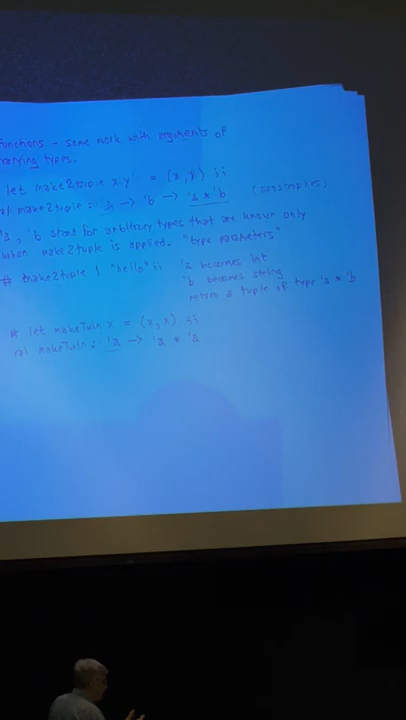 Functions - some work with arguments of
varying types.
let make2tuple x y = (x, y) ;;
val make2tuple : 'a -> 'b -> 'a * 'b (apostrophes)
'a, 'b stand for arbitrary types that are known only
when make2tuple is applied. "type parameters"
# make2tuple 1 "hello" ;; 'a becomes int
'b becomes string
return a tuple of type 'a * 'b
# let makeTwin x = (x, x) ;;
val makeTwin : 'a -> 'a * 'a